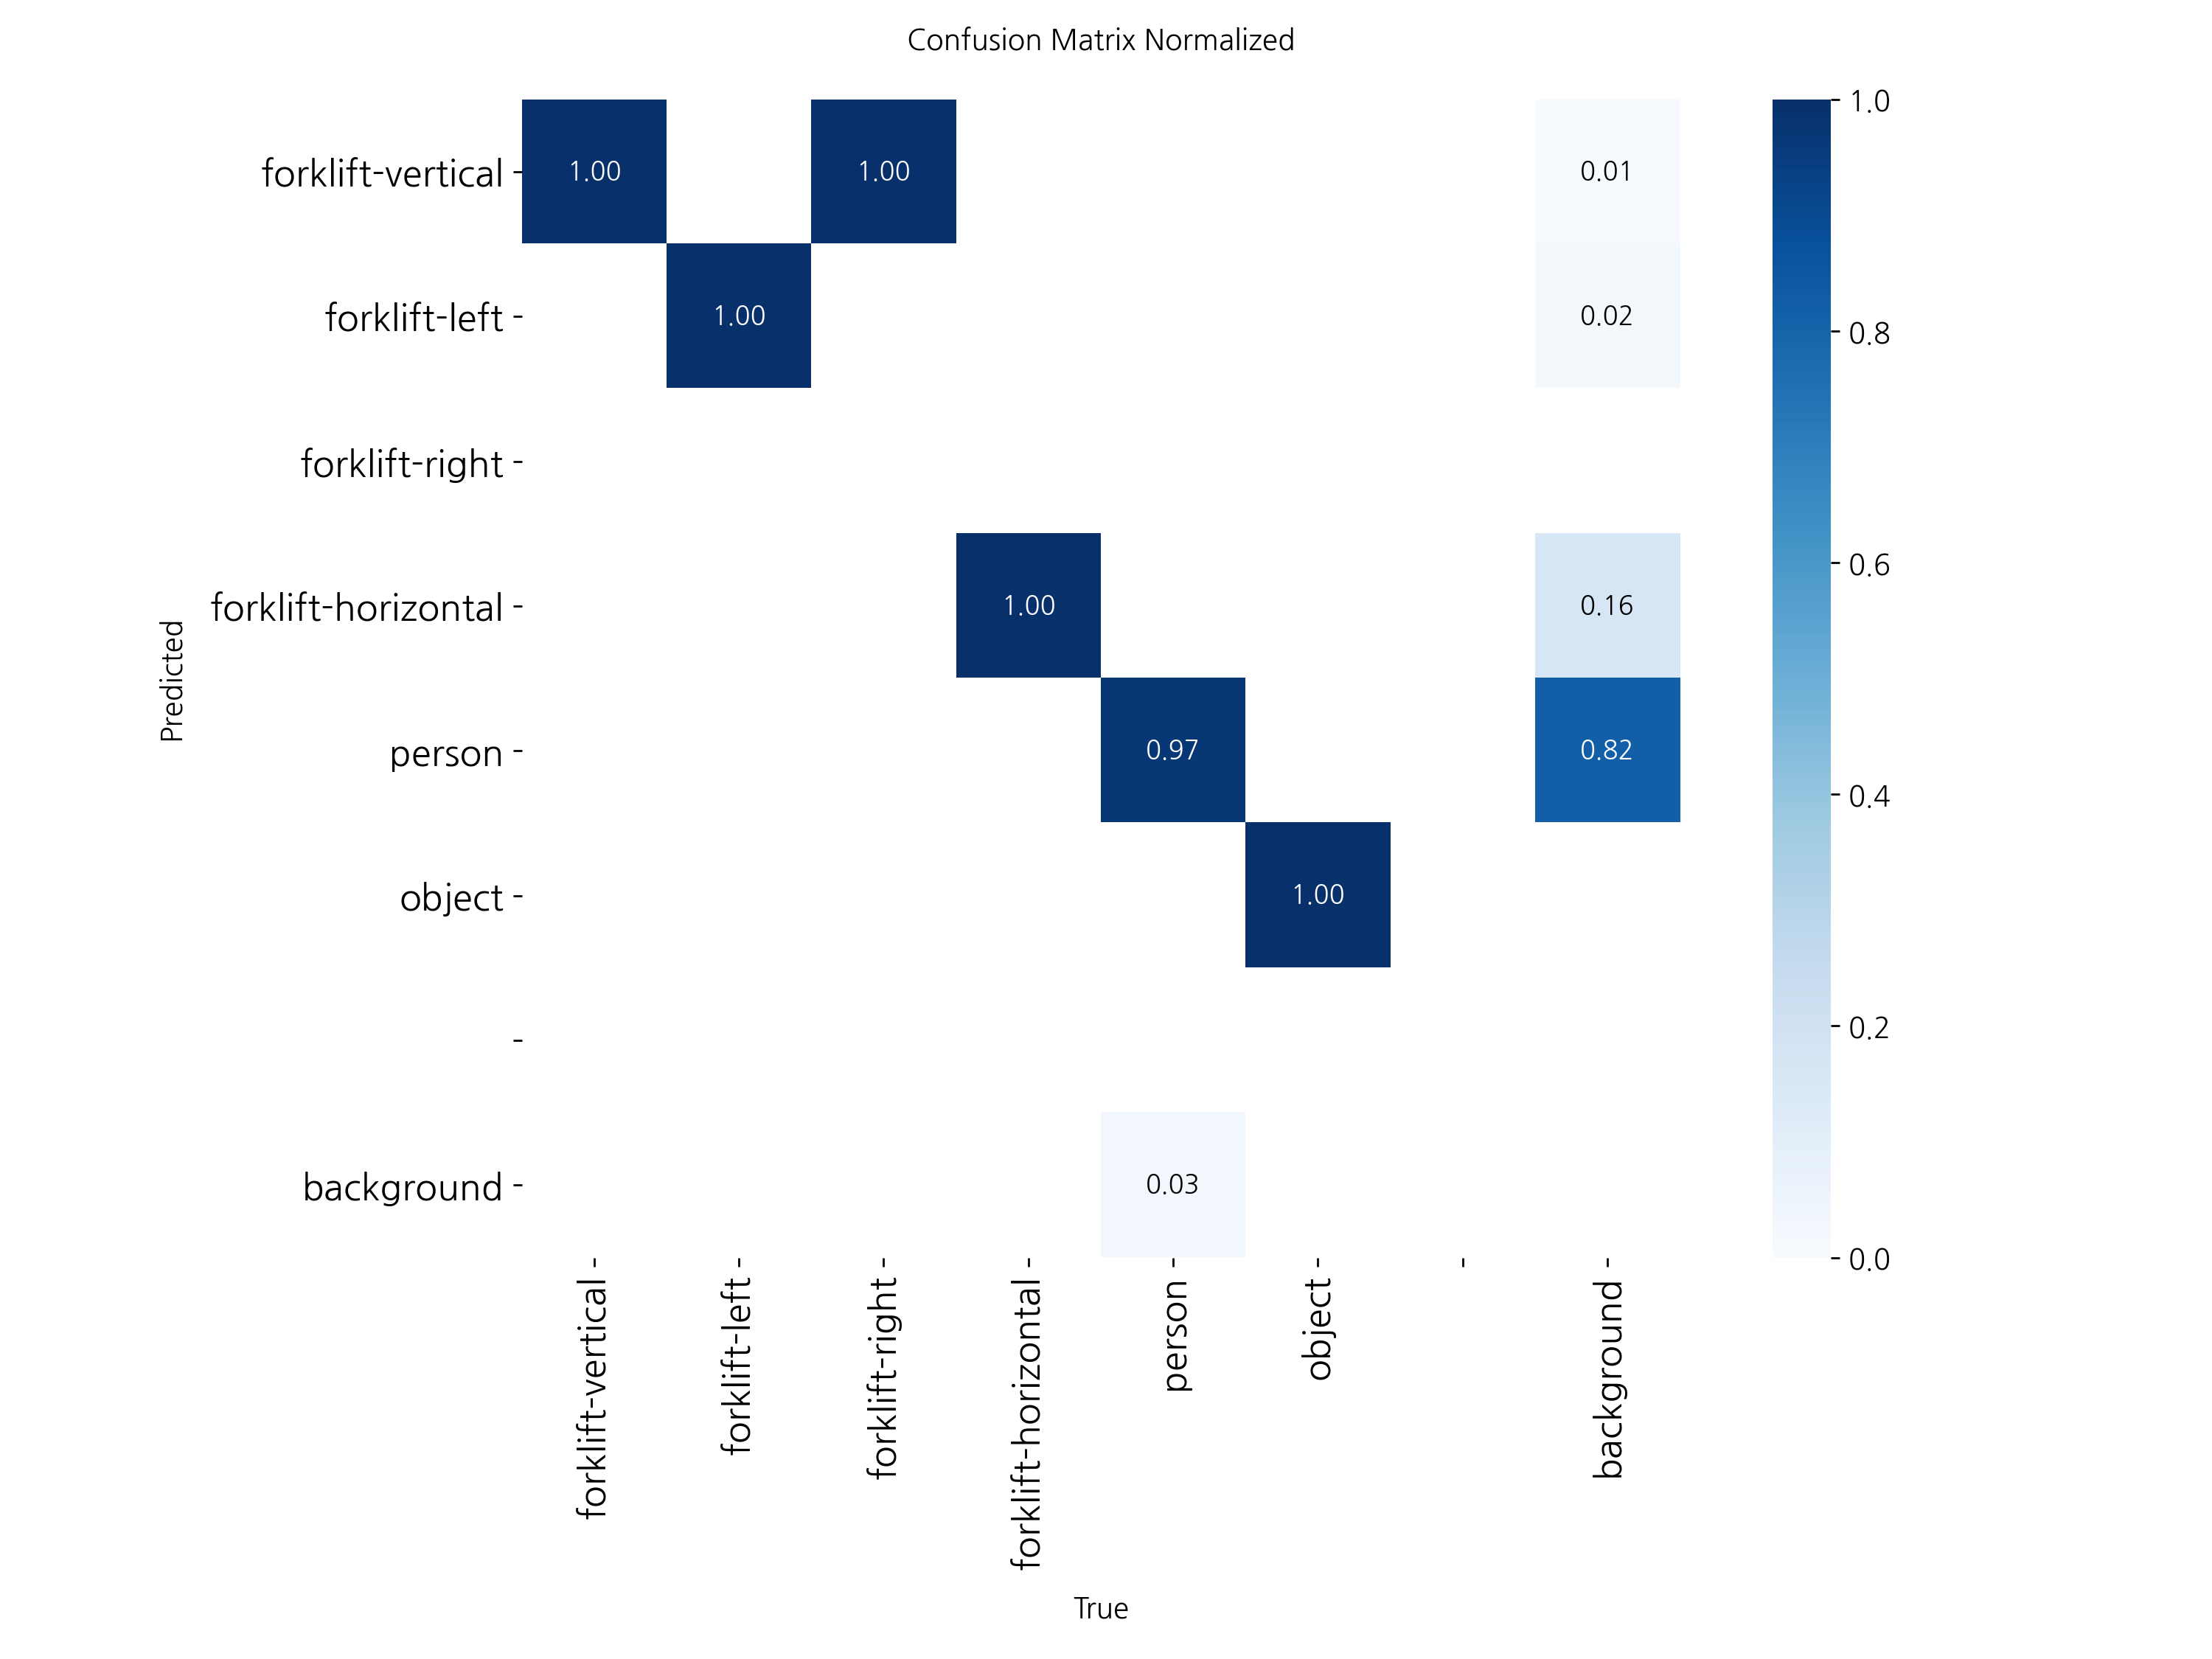 Confusion Matrix Normalized
forklift-vertical
1.00
1.00
0.01
forklift-left
1.00
0.02
forklift-right
forklift-horizontal
1.00
0.16
person
0.97
0.82
object
1.00
background
0.03
Predicted
forklift-vertical
forklift-left
forklift-right
forklift-horizontal
person
object
background
True
1.0
0.8
0.6
0.4
0.2
0.0